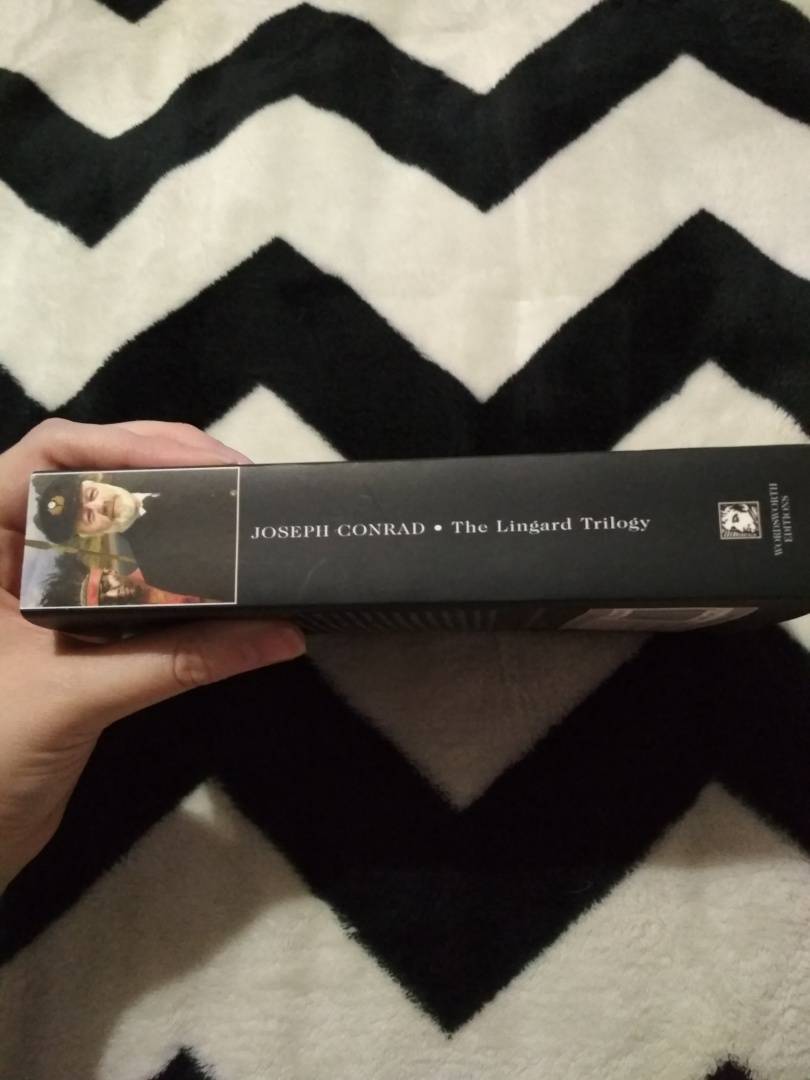 JOSEPH CONRAD • The Lingard Trilogy
WORDSWORTH
EDITIONS